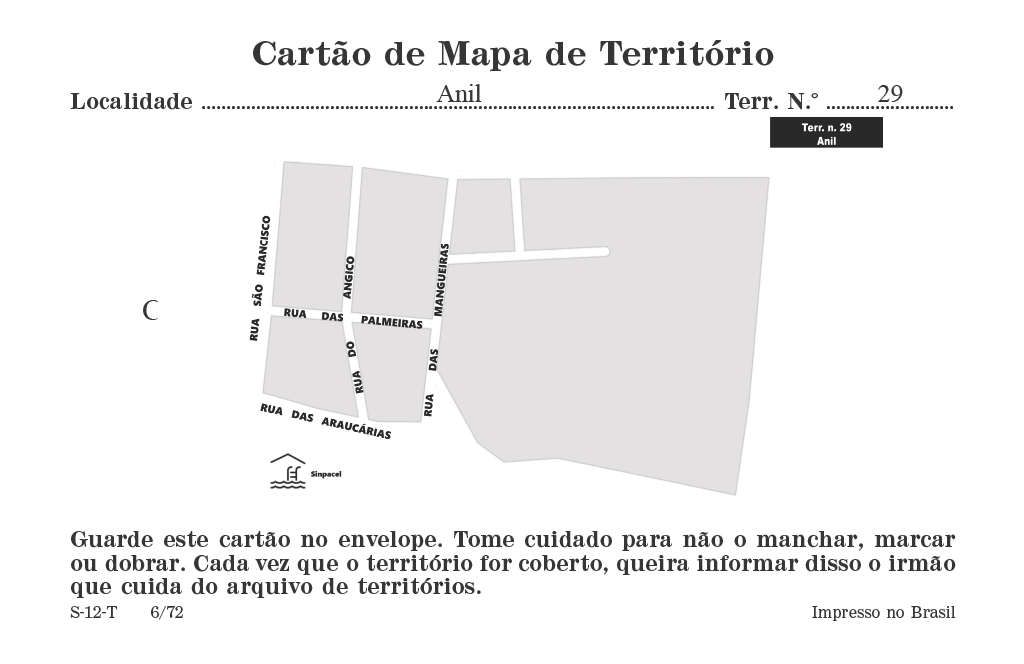 Cartão de Mapa de Território
Localidade Anil Terr. N.º 29
Terr. n. 29
Anil
RUA SÃO FRANCISCO
RUA DO ANGICO
RUA DAS MANGUEIRAS
RUA DAS PALMEIRAS
C
RUA DAS ARAUCÁRIAS
Sinpacel
Guarde este cartão no envelope. Tome cuidado para não o manchar, marcar
ou dobrar. Cada vez que o território for coberto, queira informar disso o irmão
que cuida do arquivo de territórios.
S-12-T 6/72 Impresso no Brasil